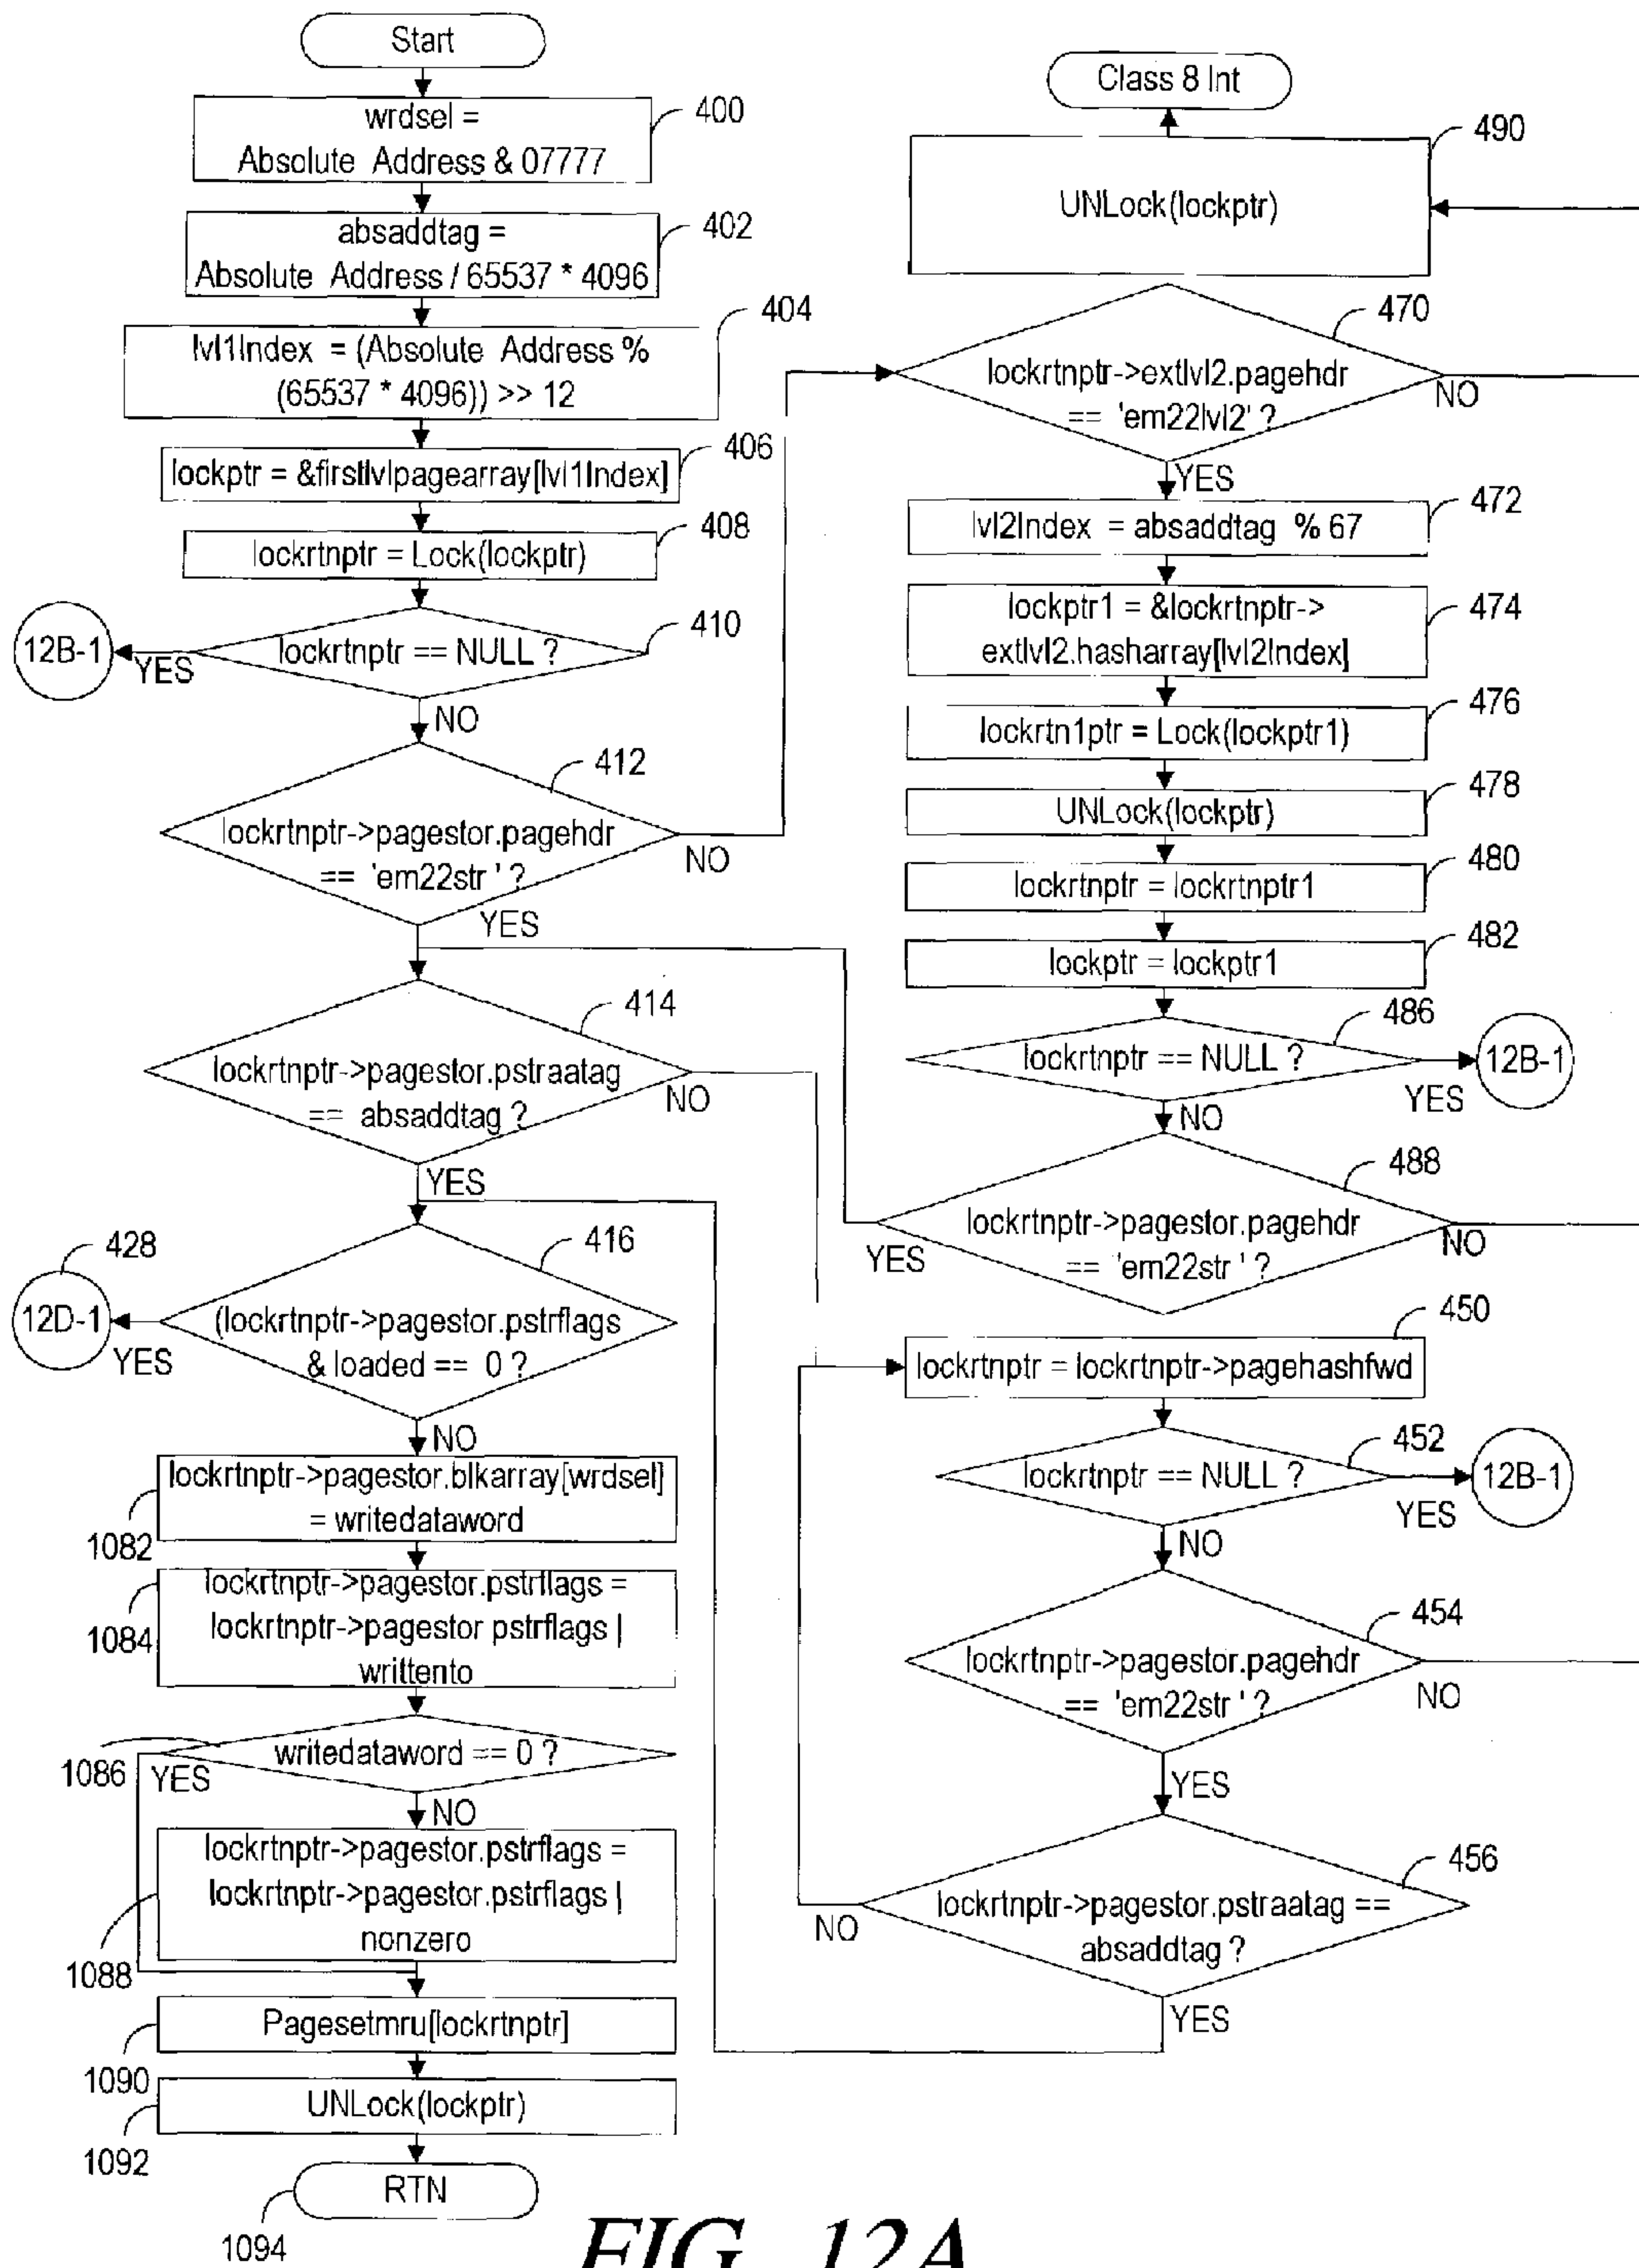 Start
wrdsel =
Absolute Address & 07777
400
absaddtag =
Absolute Address / 65537 * 4096
402
lvl1Index = (Absolute Address %
(65537 * 4096)) >> 12
404
lockptr = &firstlvlpagearray[lvl1Index]
406
lockrtnptr = Lock(lockptr)
408
lockrtnptr == NULL ?
410
12B-1
YES
NO
lockrtnptr->pagestor.pagehdr
== 'em22str ' ?
412
NO
YES
lockrtnptr->pagestor.pstraatag
== absaddtag ?
414
NO
YES
(lockrtnptr->pagestor.pstrflags
& loaded == 0 ?
416
428
12D-1
YES
NO
lockrtnptr->pagestor.blkarray[wrdsel]
= writedataword
1082
lockrtnptr->pagestor.pstrflags =
lockrtnptr->pagestor pstrflags |
writtento
1084
writedataword == 0 ?
1086
YES
NO
lockrtnptr->pagestor.pstrflags =
lockrtnptr->pagestor.pstrflags |
nonzero
1088
Pagesetmru[lockrtnptr]
1090
UNLock(lockptr)
1092
RTN
1094
Class 8 Int
UNLock(lockptr)
490
lockrtnptr->extlvl2.pagehdr
== 'em22lvl2' ?
470
NO
YES
lvl2Index = absaddtag % 67
472
lockptr1 = &lockrtnptr->
extlvl2.hasharray[lvl2Index]
474
lockrtn1ptr = Lock(lockptr1)
476
UNLock(lockptr)
478
lockrtnptr = lockrtnptr1
480
lockptr = lockptr1
482
lockrtnptr == NULL ?
486
12B-1
YES
NO
lockrtnptr->pagestor.pagehdr
== 'em22str ' ?
488
YES
NO
lockrtnptr = lockrtnptr->pagehashfwd
450
lockrtnptr == NULL ?
452
12B-1
YES
NO
lockrtnptr->pagestor.pagehdr
== 'em22str ' ?
454
NO
YES
lockrtnptr->pagestor.pstraatag ==
absaddtag ?
456
NO
YES
FIG. 12A